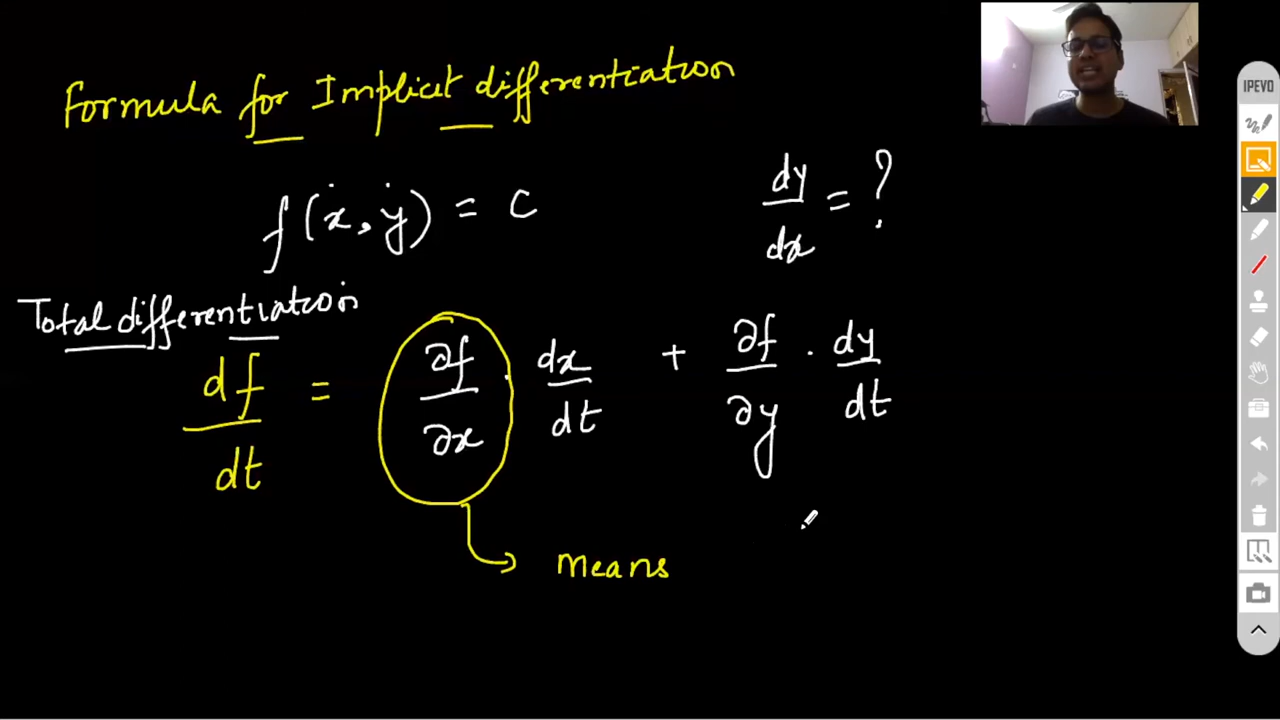 Formula for Implicit differentiation
f(x, y) = c
dy/dx = ?
Total differentiation
df/dt = ∂f/∂x · dx/dt + ∂f/∂y · dy/dt
means
IPEVO